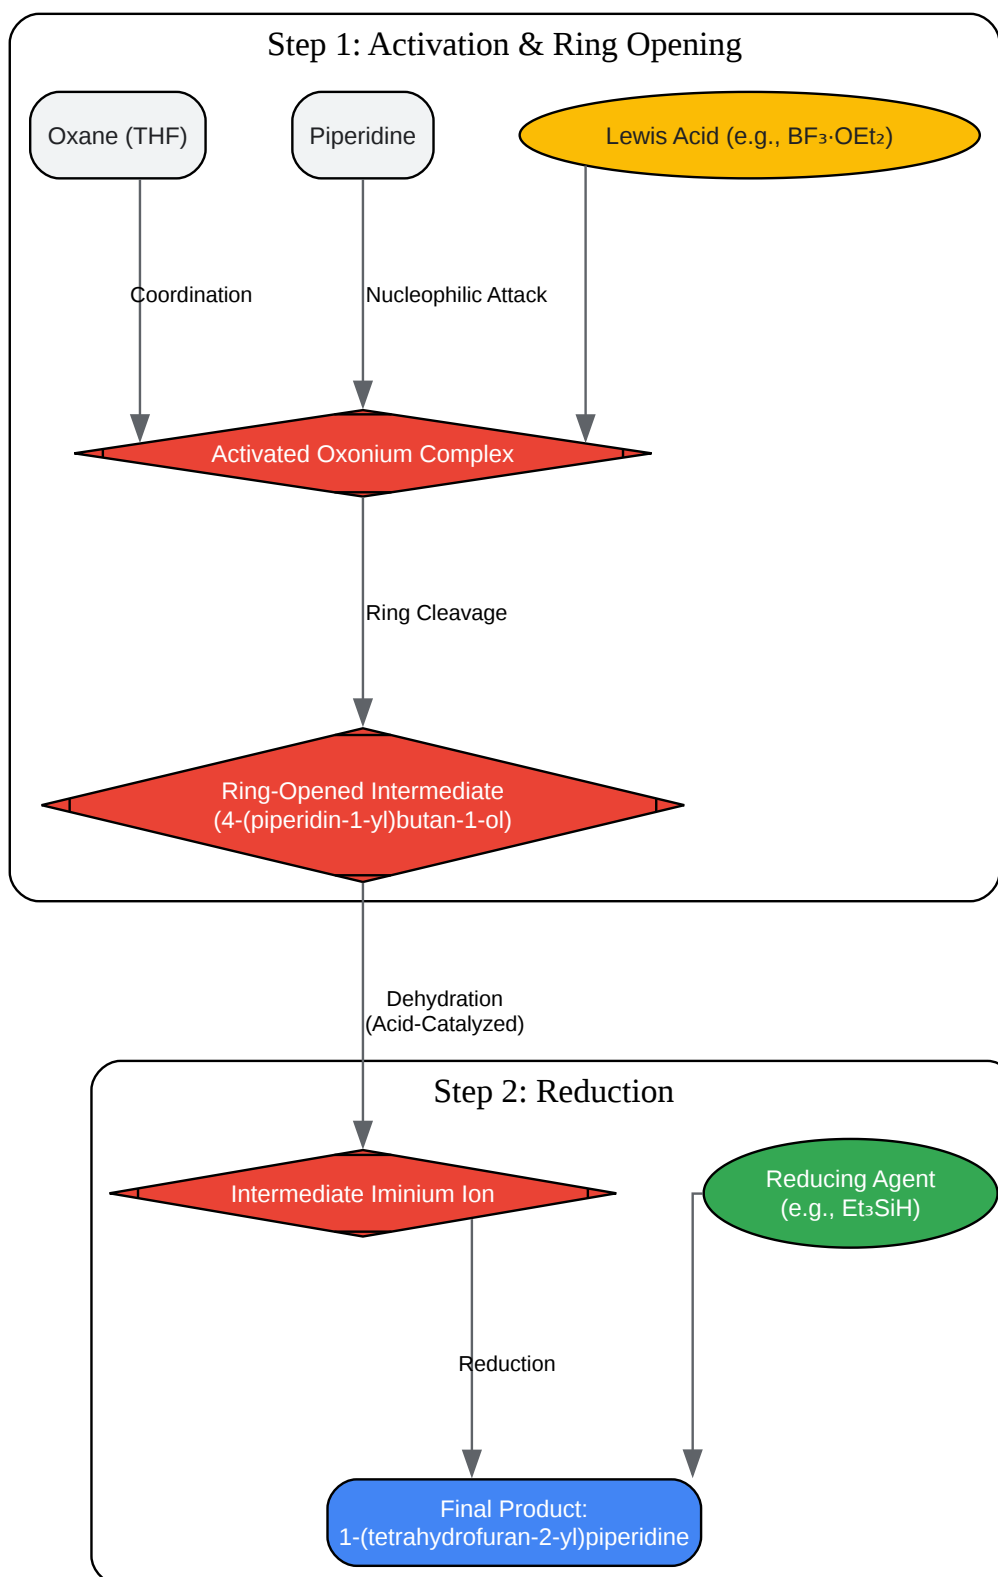 Step 1: Activation & Ring Opening
Oxane (THF)
Piperidine
Lewis Acid (e.g., BF₃·OEt₂)
Coordination
Nucleophilic Attack
Activated Oxonium Complex
Ring Cleavage
Ring-Opened Intermediate
(4-(piperidin-1-yl)butan-1-ol)
Dehydration
(Acid-Catalyzed)
Step 2: Reduction
Intermediate Iminium Ion
Reducing Agent
(e.g., Et₃SiH)
Reduction
Final Product:
1-(tetrahydrofuran-2-yl)piperidine